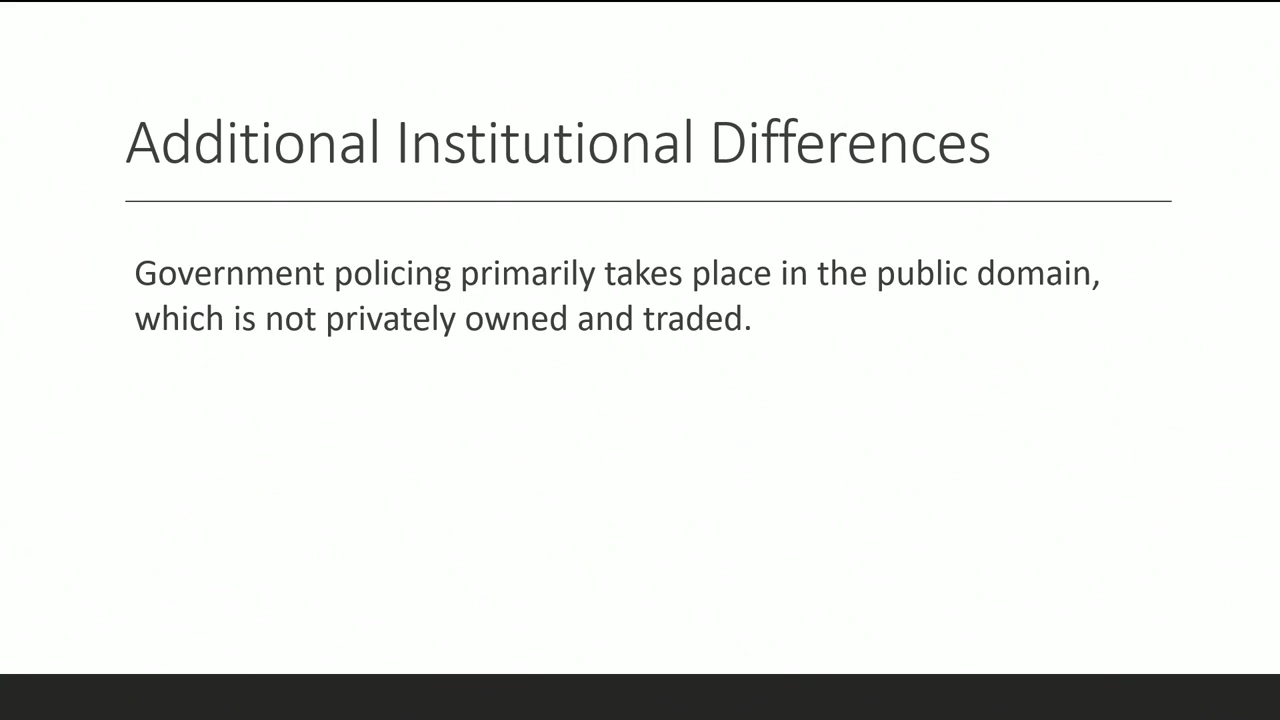 Additional Institutional Differences
Government policing primarily takes place in the public domain,
which is not privately owned and traded.